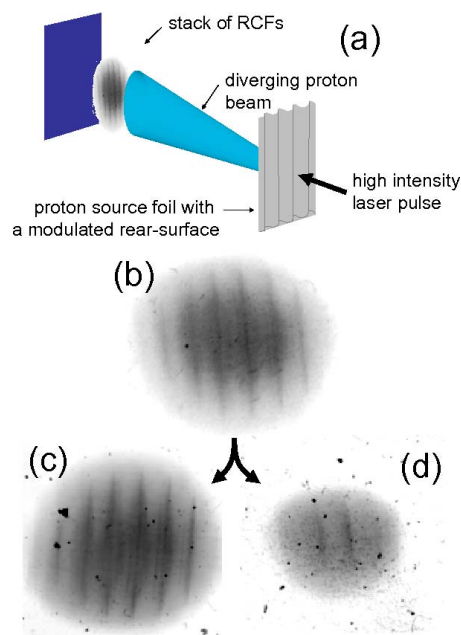 stack of RCFs
(a)
diverging proton
beam
high intensity
laser pulse
proton source foil with
a modulated rear-surface
(b)
(c)
(d)